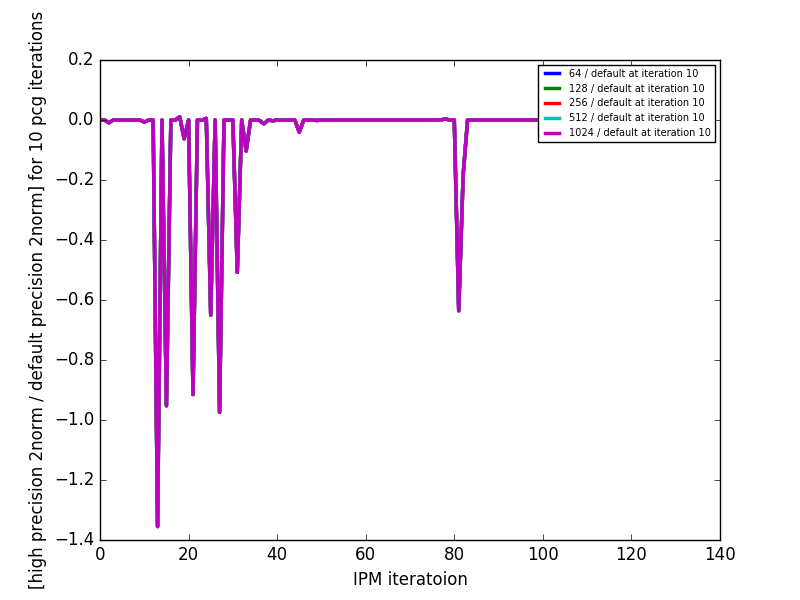 [high precision 2norm / default precision 2norm] for 10 pcg iterations
0.2
0.0
−0.2
−0.4
−0.6
−0.8
−1.0
−1.2
−1.4
0 20 40 60 80 100 120 140
IPM iteratoion
64 / default at iteration 10
128 / default at iteration 10
256 / default at iteration 10
512 / default at iteration 10
1024 / default at iteration 10